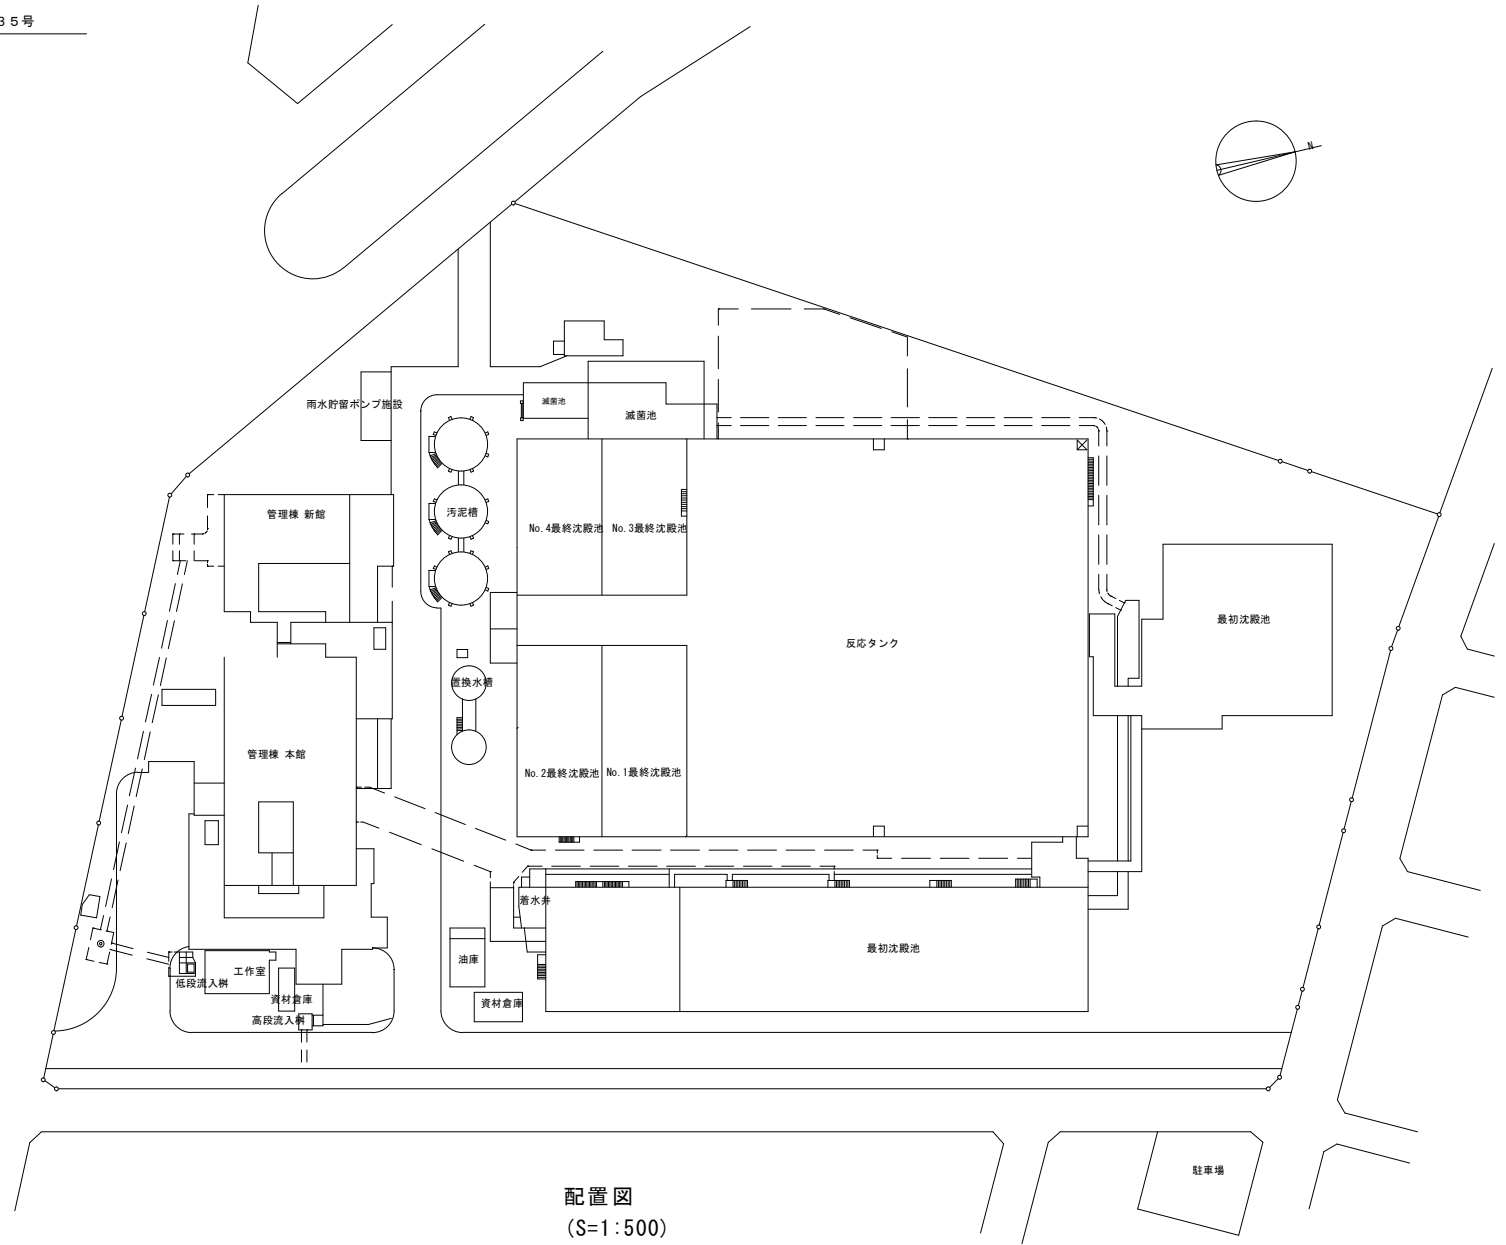 35号
N
雨水貯留ポンプ施設
滅菌池
滅菌池
管理棟 新館
汚泥槽
No.4最終沈殿池
No.3最終沈殿池
最初沈殿池
反応タンク
置換水槽
管理棟 本館
No.2最終沈殿池
No.1最終沈殿池
着水井
最初沈殿池
油庫
工作室
低段流入桝
資材倉庫
資材倉庫
高段流入桝
駐車場
配置図
(S=1:500)